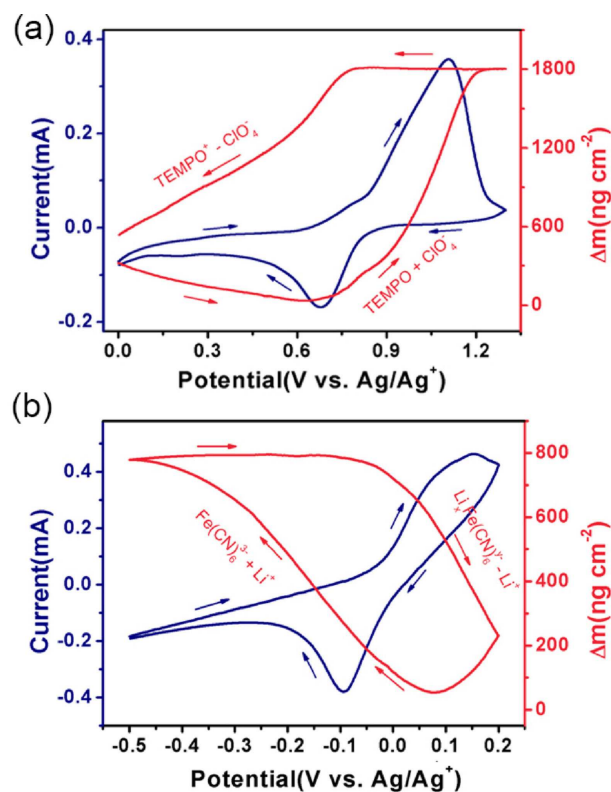 (a)
0.4
0.2
0.0
-0.2
Current(mA)
1800
1200
600
0
Δm(ng cm⁻²)
TEMPO⁺ - ClO₄⁻
TEMPO + ClO₄⁻
0.0 0.3 0.6 0.9 1.2
Potential(V vs. Ag/Ag⁺)
(b)
0.4
0.2
0.0
-0.2
-0.4
Current(mA)
800
600
400
200
0
Δm(ng cm⁻²)
Fe(CN)₆³⁻ + Li⁺
LiₓFe(CN)₆ʸ⁻ - Li⁺
-0.5 -0.4 -0.3 -0.2 -0.1 0.0 0.1 0.2
Potential(V vs. Ag/Ag⁺)